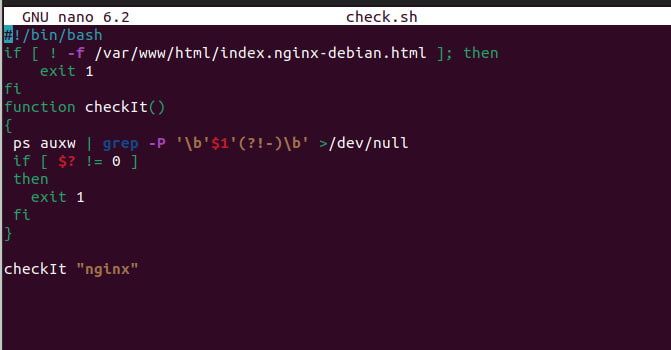 GNU nano 6.2 check.sh
#!/bin/bash
if [ ! -f /var/www/html/index.nginx-debian.html ]; then
    exit 1
fi
function checkIt()
{
 ps auxw | grep -P '\b'$1'(?!-)\b' >/dev/null
 if [ $? != 0 ]
 then
   exit 1
 fi
}

checkIt "nginx"